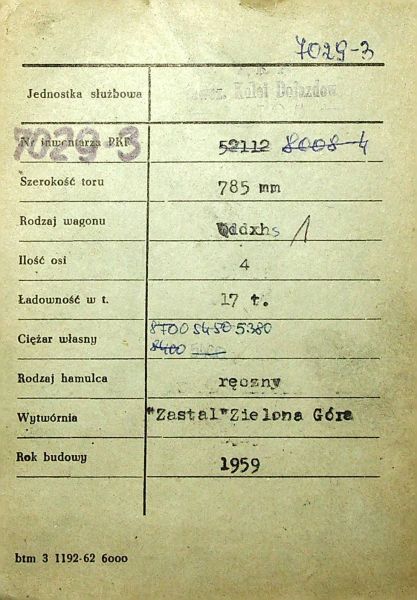 7029-3
Jednostka służbowa Kolei Dojazdow
7029-3
Nr inwentarza PKP 52112 8008-4
Szerokość toru 785 mm
Rodzaj wagonu ddxhs 1
Ilość osi 4
Ładowność w t. 17 t.
8700 5450 5380
Ciężar własny 8400
Rodzaj hamulca ręczny
Wytwórnia "Zastal"Zielona Góra
Rok budowy 1959
btm 3 1192-62 6000